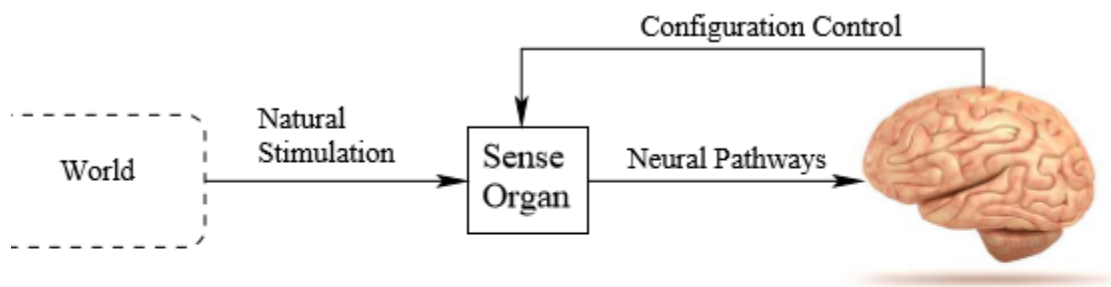 Configuration Control
Natural
Stimulation
World
Sense
Organ
Neural Pathways